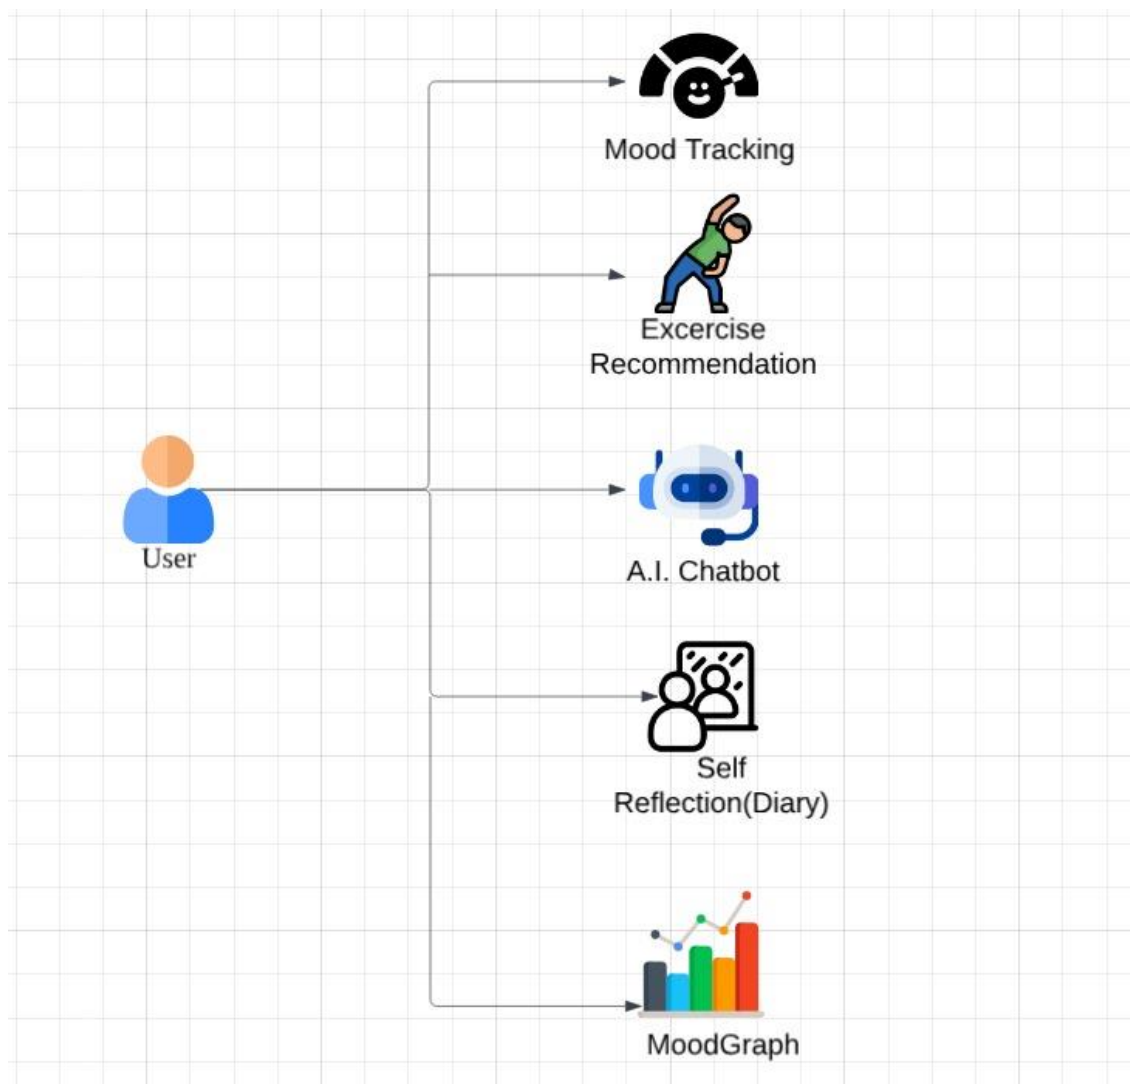 Mood Tracking
Excercise
Recommendation
User
A.I. Chatbot
Self
Reflection(Diary)
MoodGraph